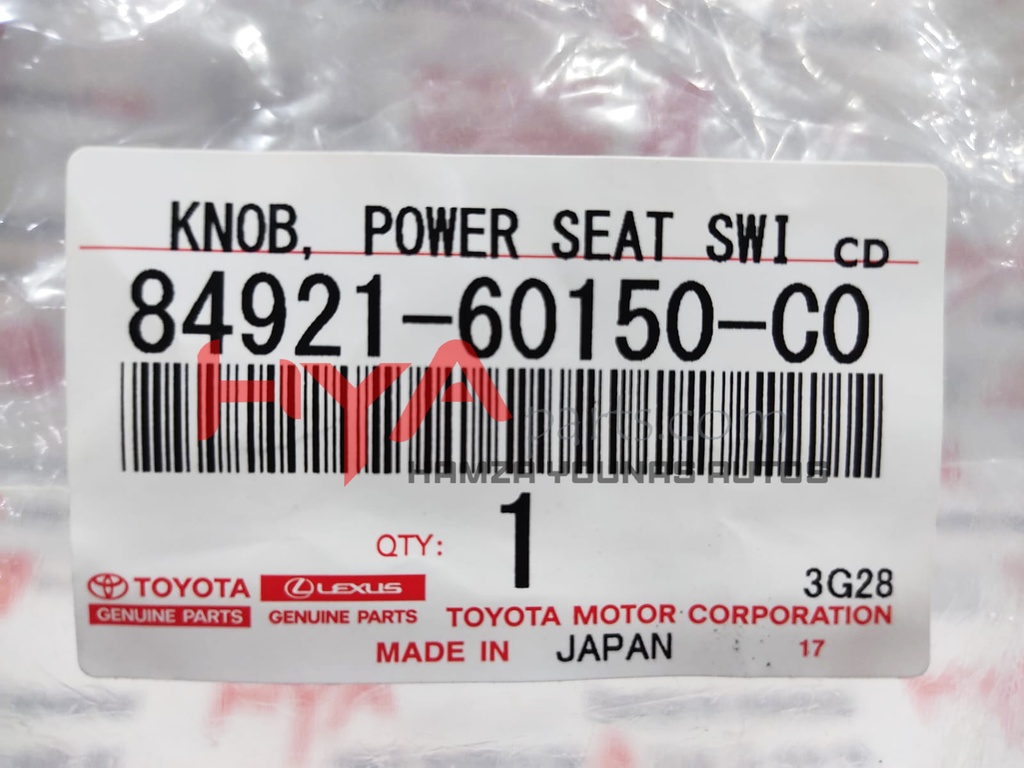 KNOB, POWER SEAT SWI CD
84921-60150-C0
HYA parts.com
HAMZA YOUNAS AUTOS
QTY: 1
TOYOTA LEXUS 3G28
GENUINE PARTS GENUINE PARTS TOYOTA MOTOR CORPORATION
MADE IN JAPAN 17
HYA